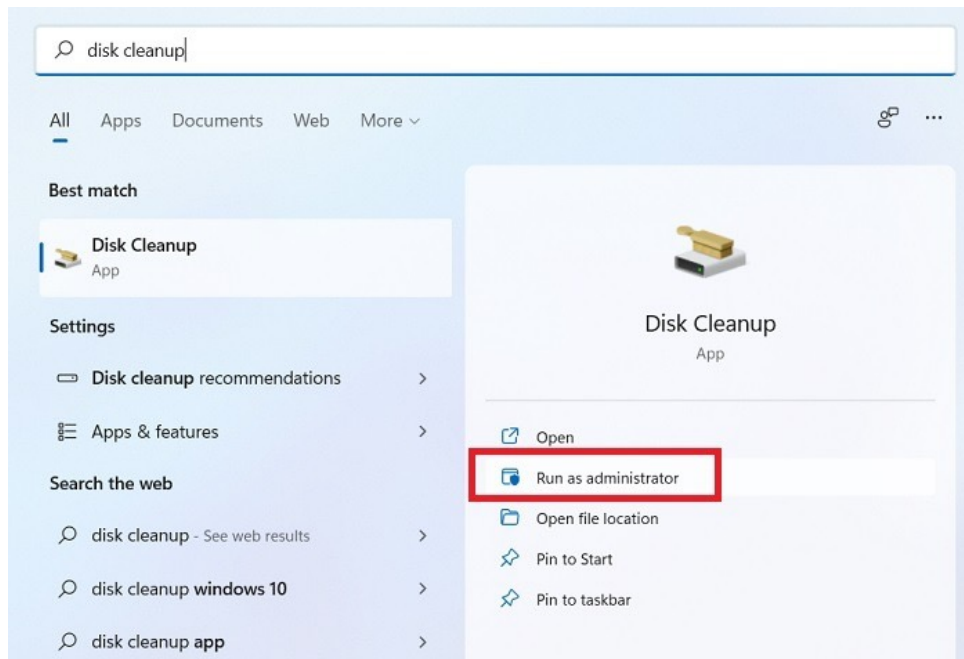 disk cleanup
All Apps Documents Web More
Best match
Disk Cleanup
App
Settings
Disk cleanup recommendations
Apps & features
Search the web
disk cleanup - See web results
disk cleanup windows 10
disk cleanup app
Disk Cleanup
App
Open
Run as administrator
Open file location
Pin to Start
Pin to taskbar